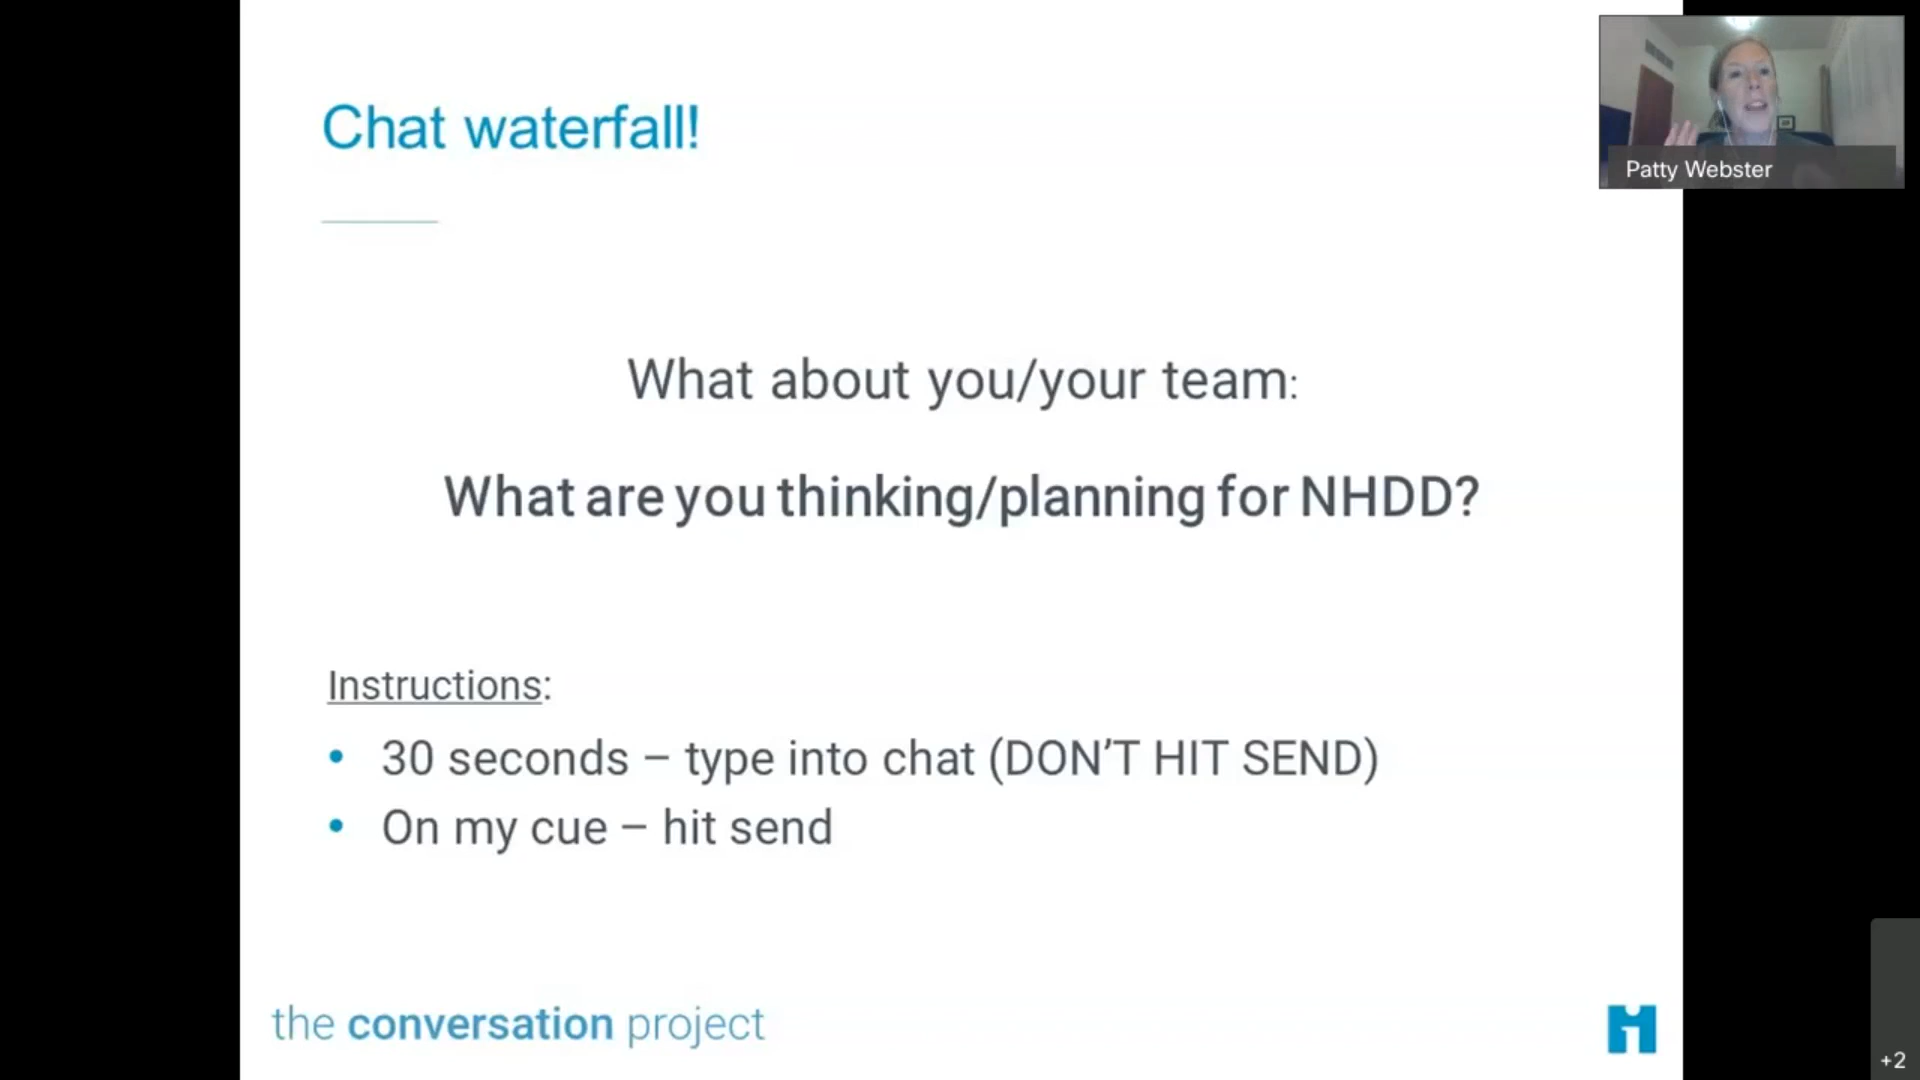 Chat waterfall!
Patty Webster
What about you/your team:
What are you thinking/planning for NHDD?
Instructions:
• 30 seconds – type into chat (DON’T HIT SEND)
• On my cue – hit send
the conversation project
+2